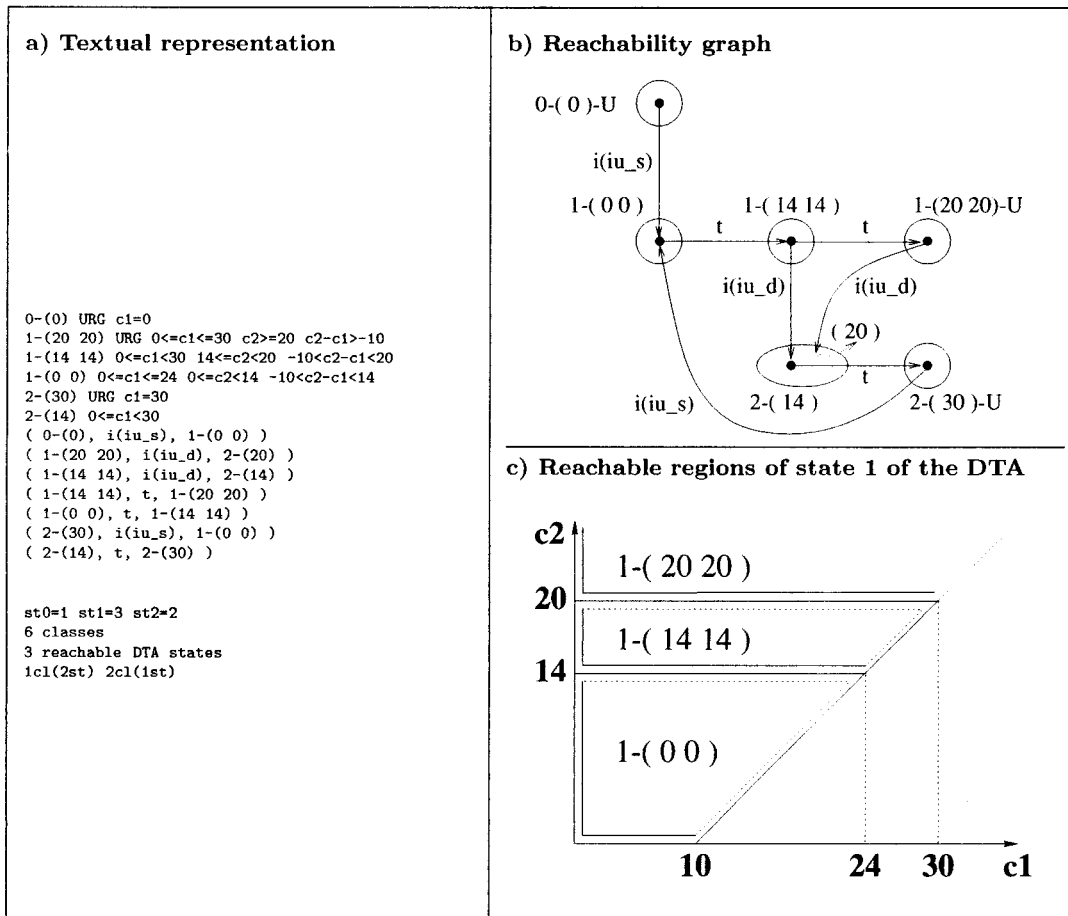 a) Textual representation
0-(0) URG c1=0
1-(20 20) URG 0<=c1<=30 c2>=20 c2-c1>-10
1-(14 14) 0<=c1<30 14<=c2<20 -10<c2-c1<20
1-(0 0) 0<=c1<=24 0<=c2<14 -10<c2-c1<14
2-(30) URG c1=30
2-(14) 0<=c1<30
( 0-(0), i(iu_s), 1-(0 0) )
( 1-(20 20), i(iu_d), 2-(20) )
( 1-(14 14), i(iu_d), 2-(14) )
( 1-(14 14), t, 1-(20 20) )
( 1-(0 0), t, 1-(14 14) )
( 2-(30), i(iu_s), 1-(0 0) )
( 2-(14), t, 2-(30) )
st0=1 st1=3 st2=2
6 classes
3 reachable DTA states
1cl(2st) 2cl(1st)
b) Reachability graph
0-( 0 )-U
i(iu_s)
1-( 0 0 )
1-( 14 14 )
1-(20 20)-U
t
t
i(iu_d)
i(iu_d)
( 20 )
t
i(iu_s)
2-( 14 )
2-( 30 )-U
c) Reachable regions of state 1 of the DTA
c2
1-( 20 20 )
20
1-( 14 14 )
14
1-( 0 0 )
10
24
30
c1